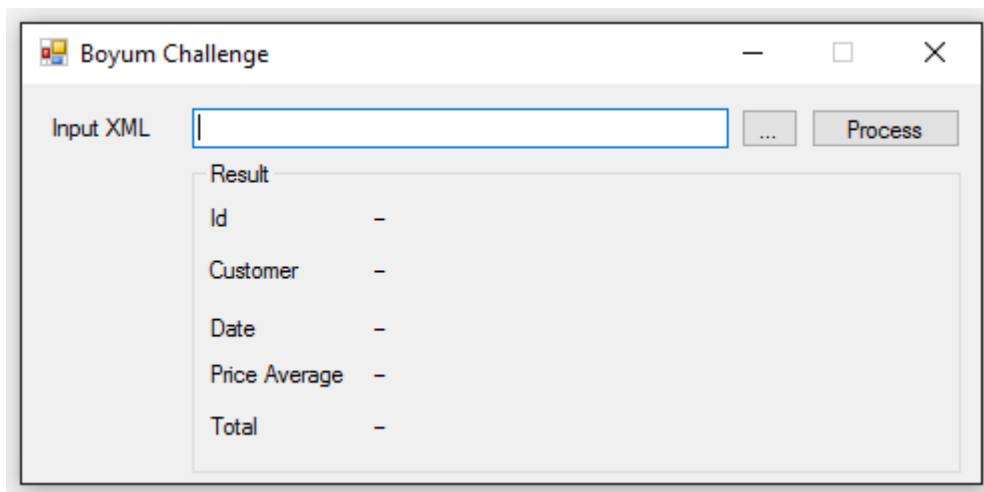 Boyum Challenge
Input XML ... Process
Result
Id –
Customer –
Date –
Price Average –
Total –